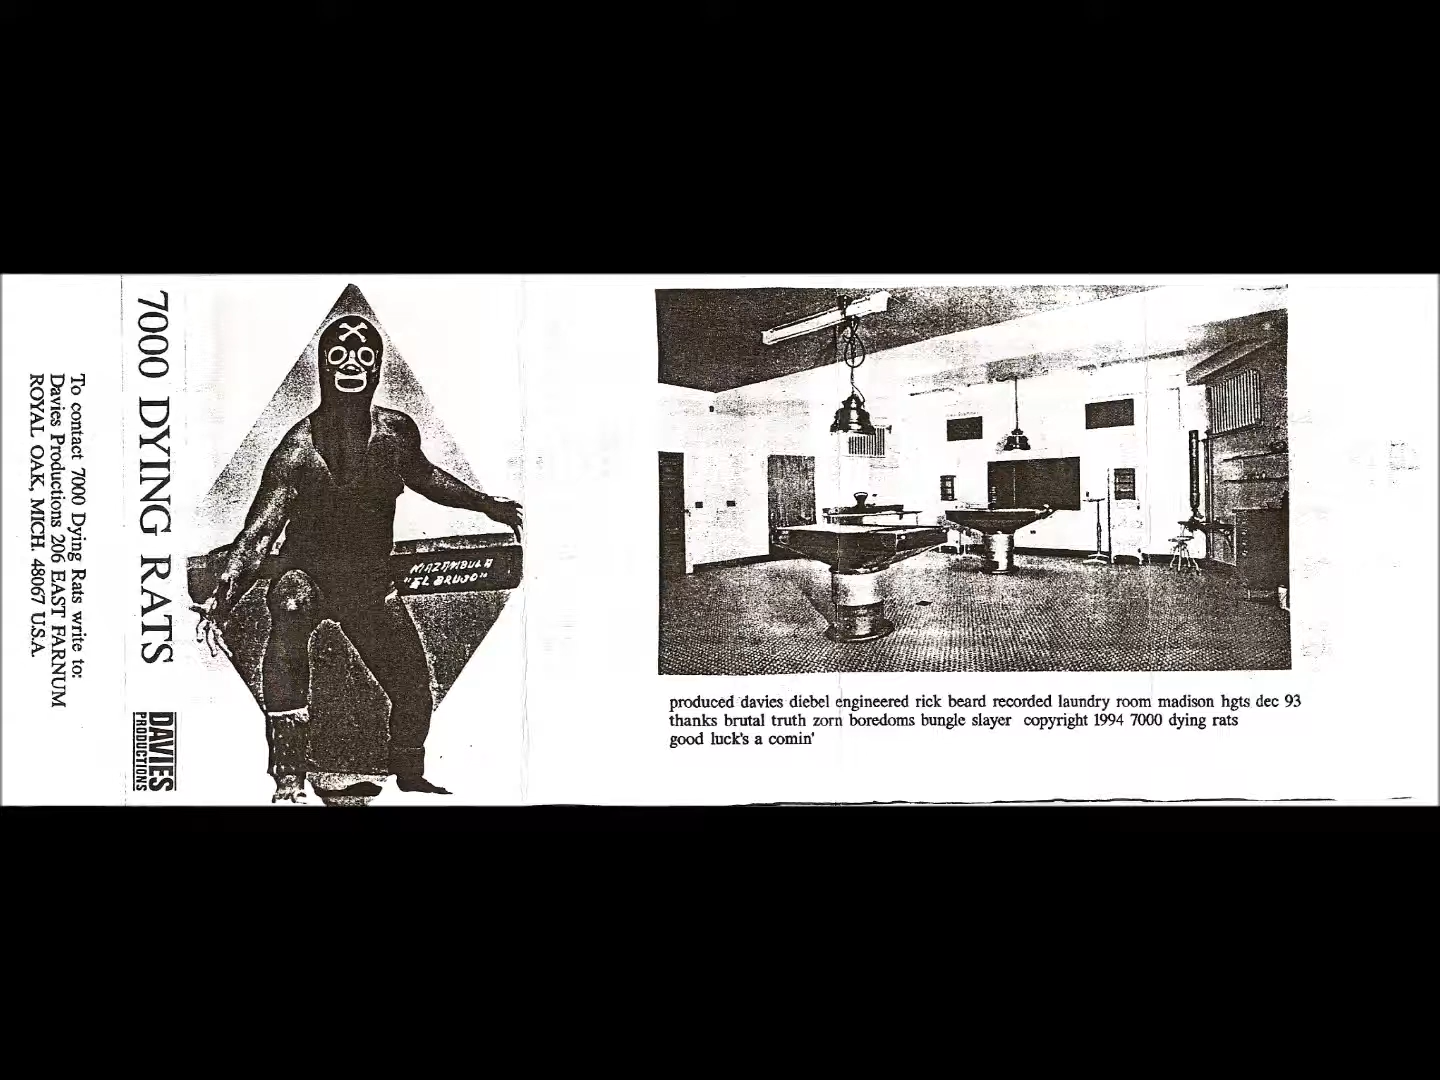 To contact 7000 Dying Rats write to:
Davies Productions 206 EAST FARNUM
ROYAL OAK, MICH. 48067 U.S.A.
7000 DYING RATS
DAVIES
PRODUCTIONS
MAZAMBULA
"EL BRUJO"
produced davies diebel engineered rick beard recorded laundry room madison hgts dec 93
thanks brutal truth zorn boredoms bungle slayer copyright 1994 7000 dying rats
good luck's a comin'